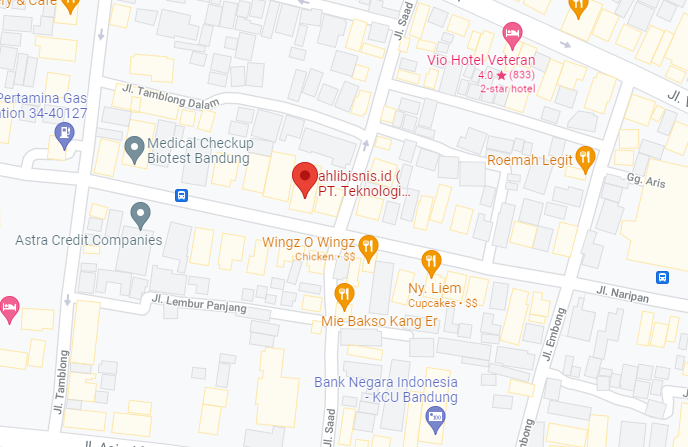 ry & Cafe
Jl. Saad
Vio Hotel Veteran
4.0 ★ (833)
2-star hotel
Jl. Tamblong Dalam
Pertamina Gas
ation 34-40127
Medical Checkup
Biotest Bandung
Roemah Legit
Gg. Aris
ahlibisnis.id (
PT. Teknologi...
Astra Credit Companies
Wingz O Wingz
Chicken • $$
Ny. Liem
Cupcakes • $$
Jl. Naripan
Jl. Lembur Panjang
Mie Bakso Kang Er
Jl. Embong
Jl. Tamblong
Bank Negara Indonesia
- KCU Bandung
Jl. Saad